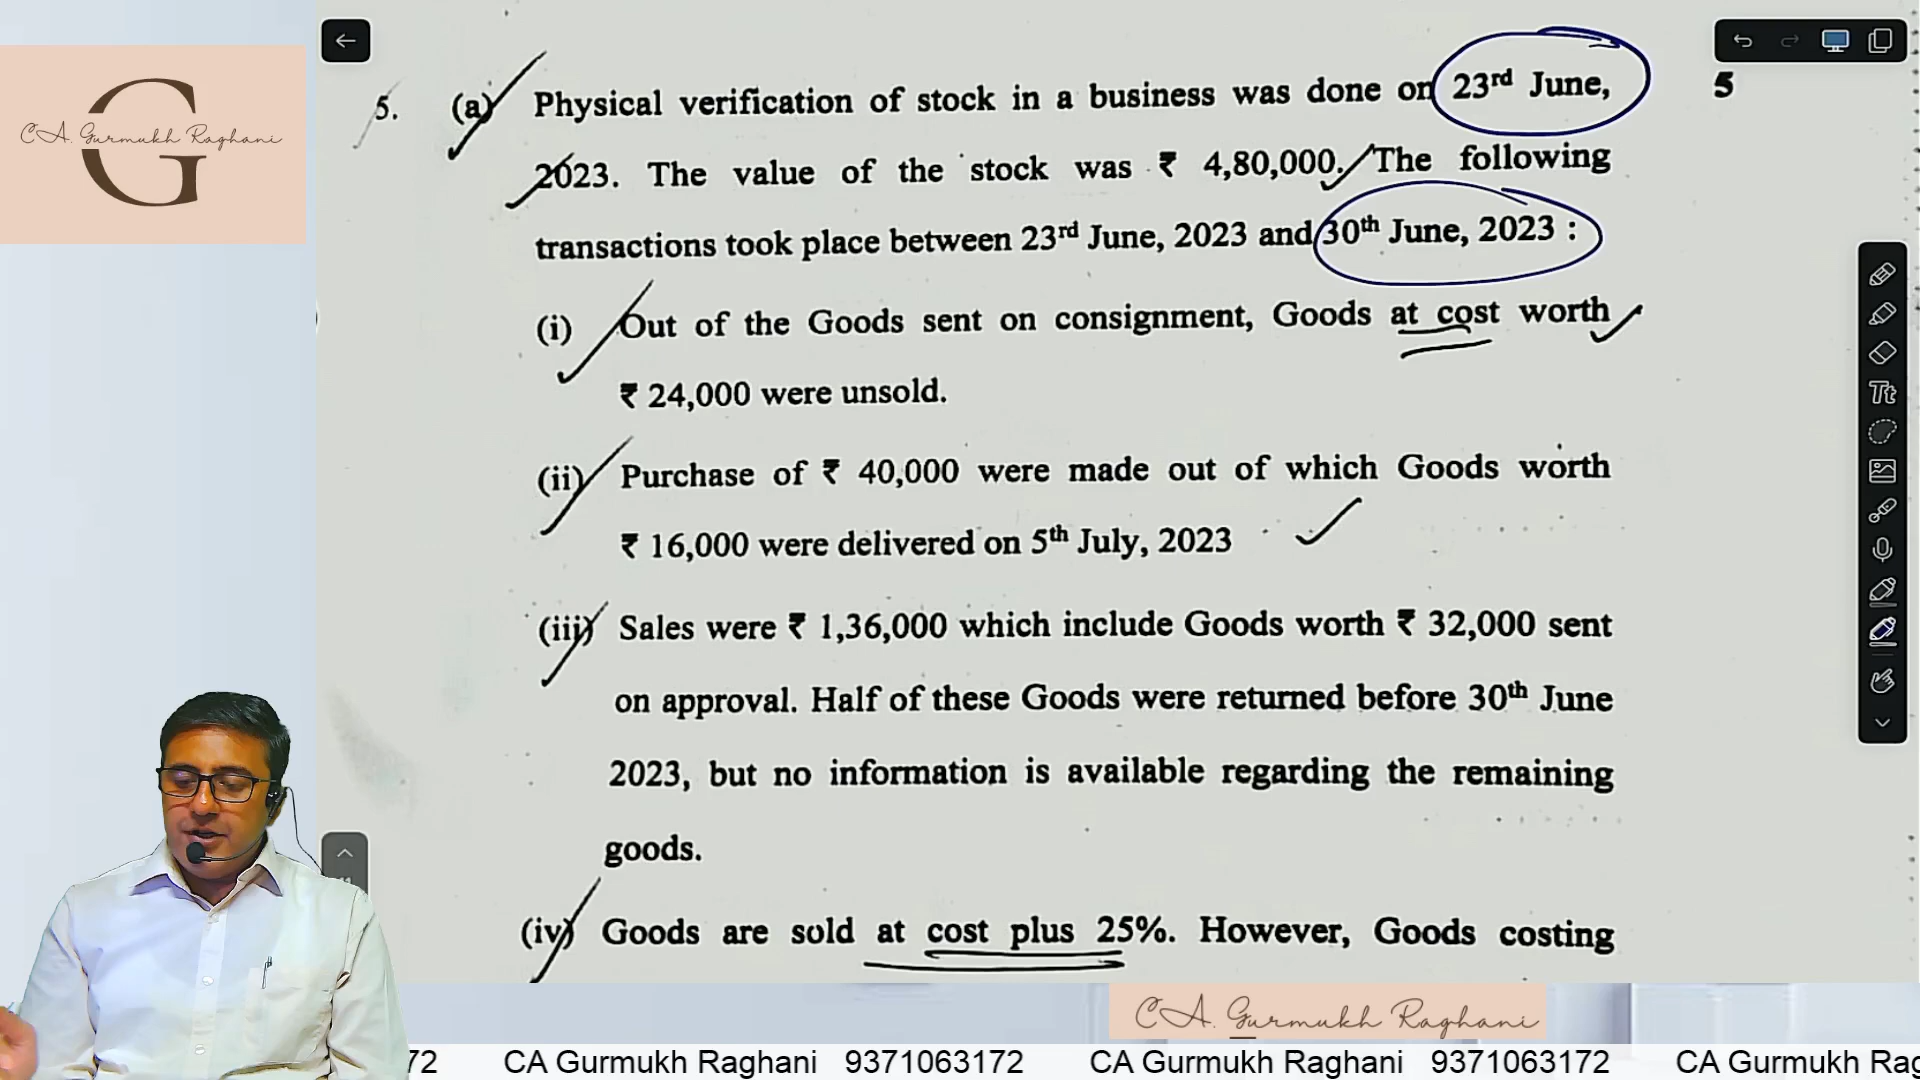 CA. Gurmukh Raghani
5. (a) Physical verification of stock in a business was done on 23rd June, 5
2023. The value of the stock was ₹ 4,80,000. The following
transactions took place between 23rd June, 2023 and 30th June, 2023 :
(i) Out of the Goods sent on consignment, Goods at cost worth
₹ 24,000 were unsold.
(ii) Purchase of ₹ 40,000 were made out of which Goods worth
₹ 16,000 were delivered on 5th July, 2023
(iii) Sales were ₹ 1,36,000 which include Goods worth ₹ 32,000 sent
on approval. Half of these Goods were returned before 30th June
2023, but no information is available regarding the remaining
goods.
(iv) Goods are sold at cost plus 25%. However, Goods costing
CA. Gurmukh Raghani
72 CA Gurmukh Raghani 9371063172 CA Gurmukh Raghani 9371063172 CA Gurmukh Rag